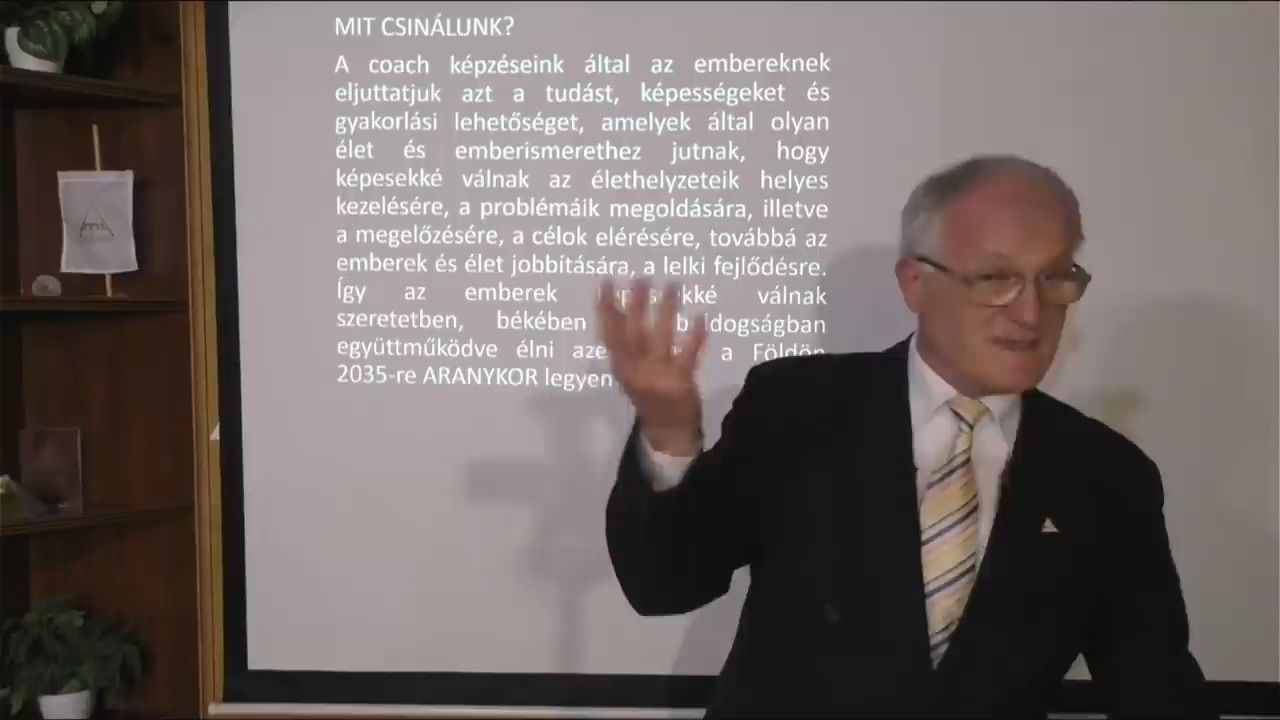 MIT CSINÁLUNK?
A coach képzéseink által az embereknek
eljuttatjuk azt a tudást, képességeket és
gyakorlási lehetőséget, amelyek által olyan
élet és emberismerethez jutnak, hogy
képesekké válnak az élethelyzeteik helyes
kezelésére, a problémáik megoldására, illetve
a megelőzésére, a célok elérésére, továbbá az
emberek és élet jobbítására, a lelki fejlődésre.
Így az emberek képesekké válnak
szeretetben, békében boldogságban
együttműködve élni a Földön
2035-re ARANYKOR legyen